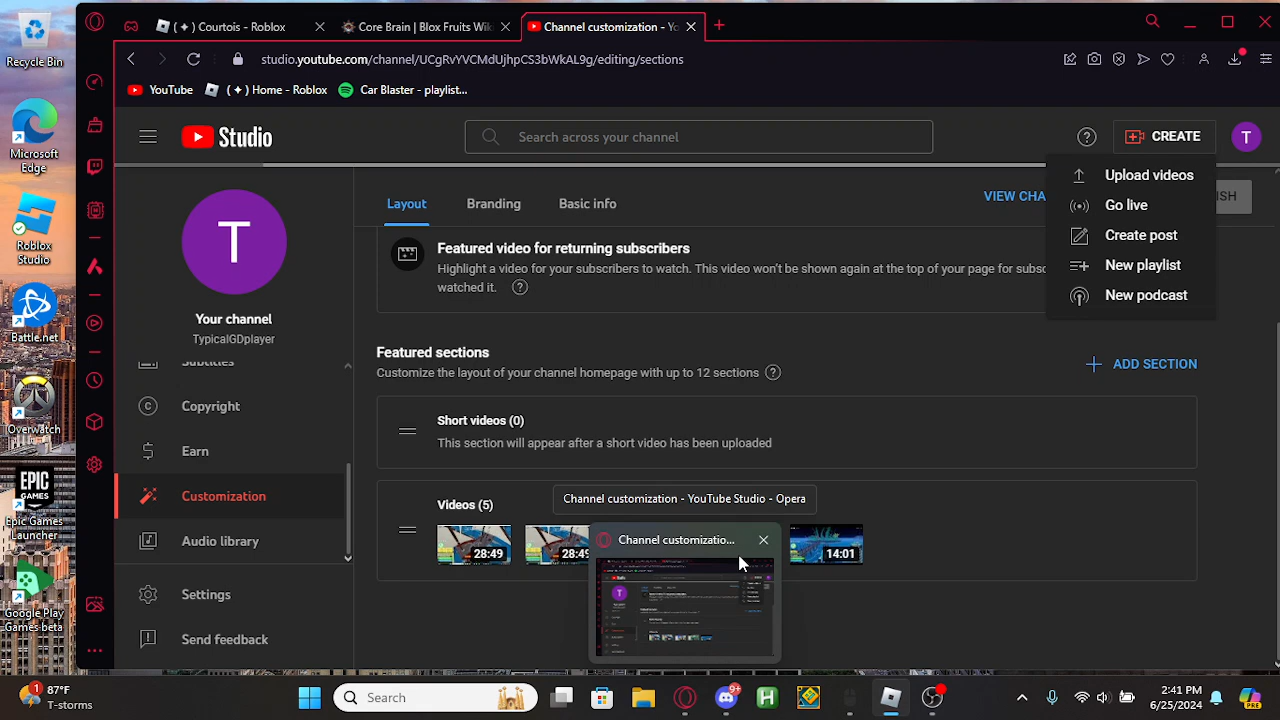 Recycle Bin
Microsoft
Edge
Roblox
Studio
Battle.net
Overwatch
EPIC
GAMES
Epic Games
Launcher
Google Play
Games beta
(✦) Courtois - Roblox
Core Brain | Blox Fruits Wik
Channel customization - Yo
studio.youtube.com/channel/UCgRvYVCMdUjhpCS3bWkAL9g/editing/sections
YouTube
(✦) Home - Roblox
Car Blaster - playlist...
Studio
Search across your channel
CREATE
T
Upload videos
Go live
Create post
New playlist
New podcast
T
Your channel
TypicalGDplayer
Subtitles
Copyright
Earn
Customization
Audio library
Settings
Send feedback
Layout
Branding
Basic info
VIEW CHA
ISH
Featured video for returning subscribers
Highlight a video for your subscribers to watch. This video won't be shown again at the top of your page for subsc
watched it.
Featured sections
Customize the layout of your channel homepage with up to 12 sections
ADD SECTION
Short videos (0)
This section will appear after a short video has been uploaded
Videos (5)
28:49
28:49
14:01
Channel customization - YouTube Studio - Opera
Channel customizatio...
1
87°F
T-storms
Search
9+
2:41 PM
6/25/2024
PRE